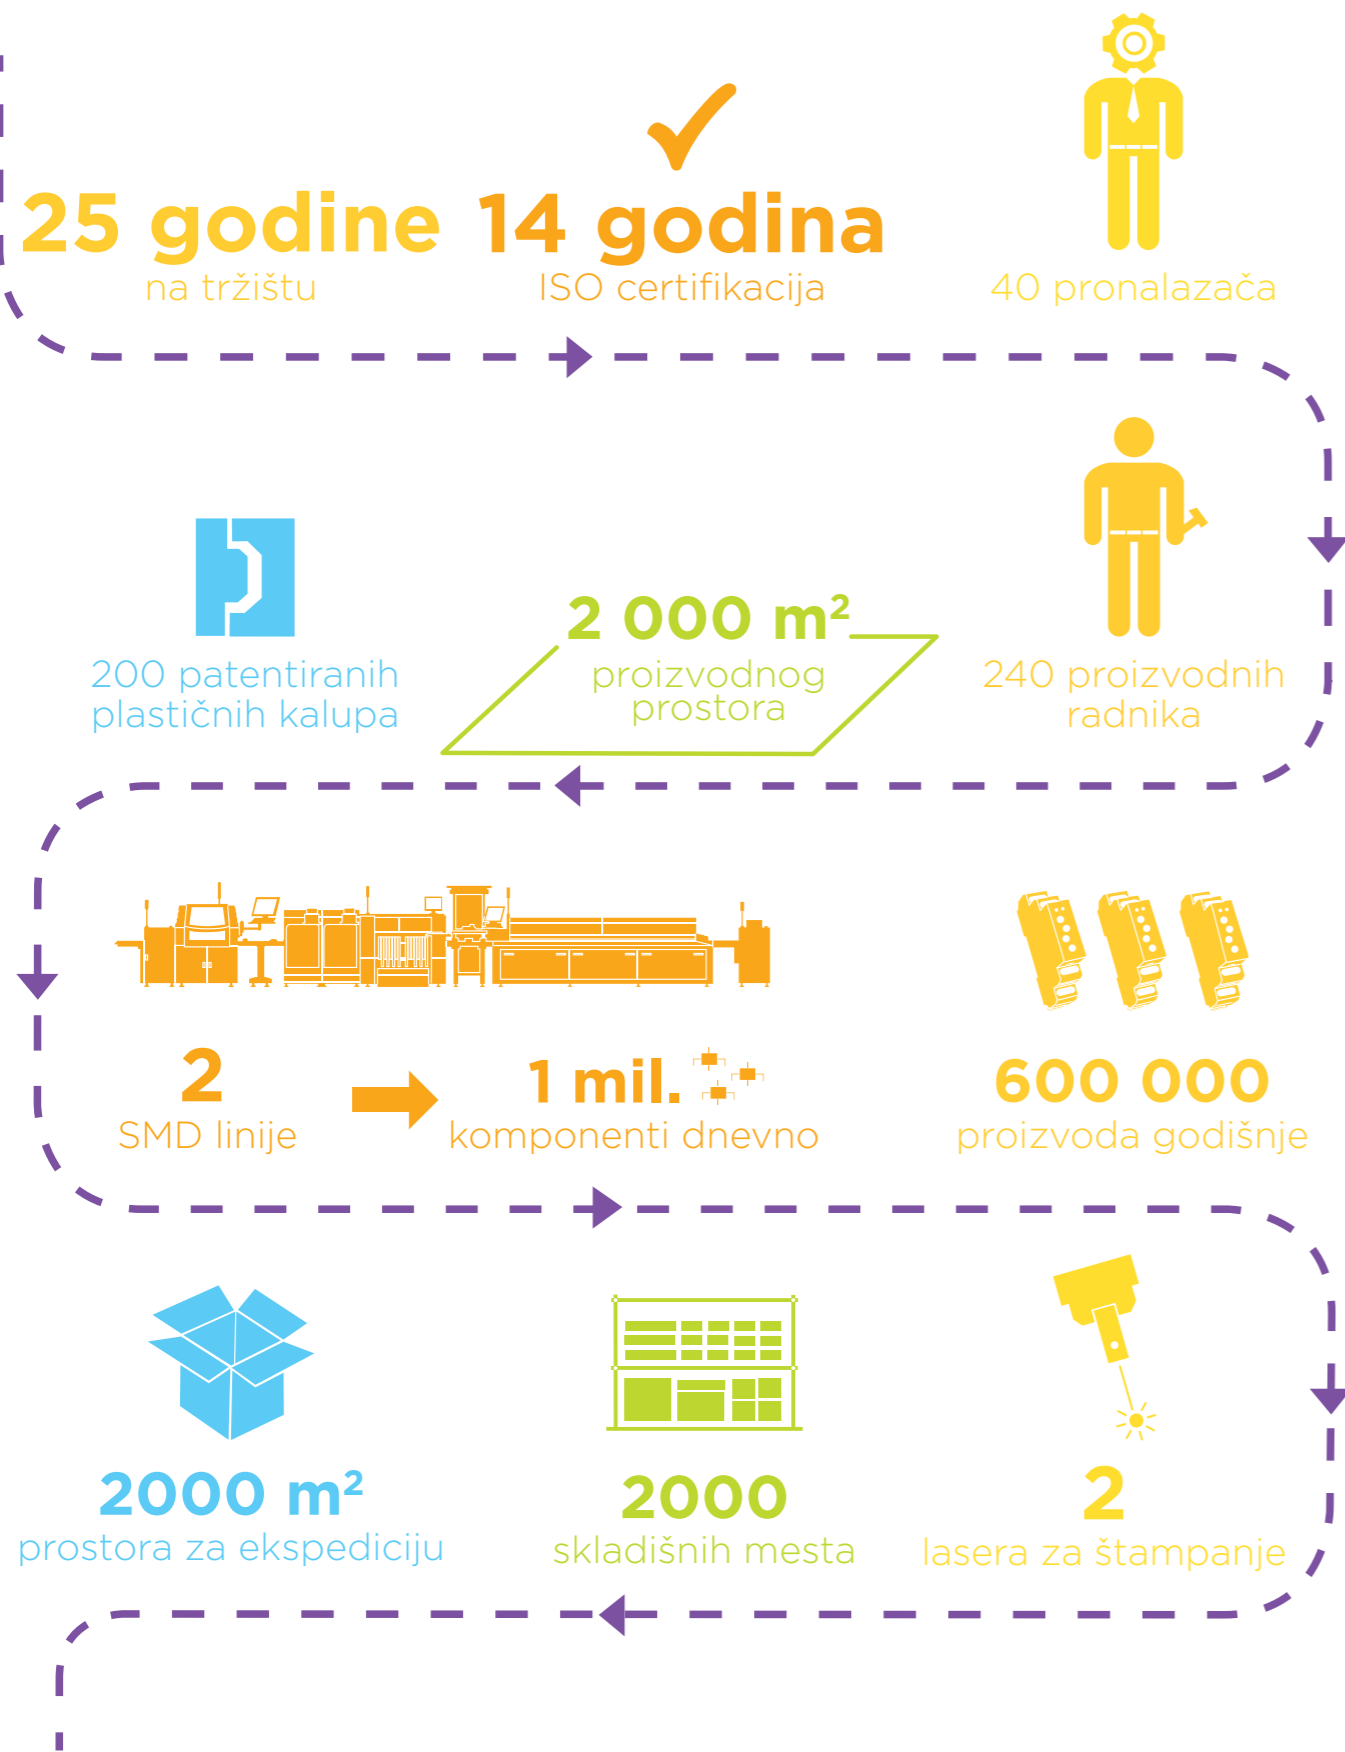 25 godine
na tržištu
14 godina
ISO certifikacija
40 pronalazača
200 patentiranih
plastičnih kalupa
2 000 m²
proizvodnog
prostora
240 proizvodnih
radnika
2
SMD linije
1 mil.
komponenti dnevno
600 000
proizvoda godišnje
2000 m²
prostora za ekspediciju
2000
skladišnih mesta
2
lasera za štampanje